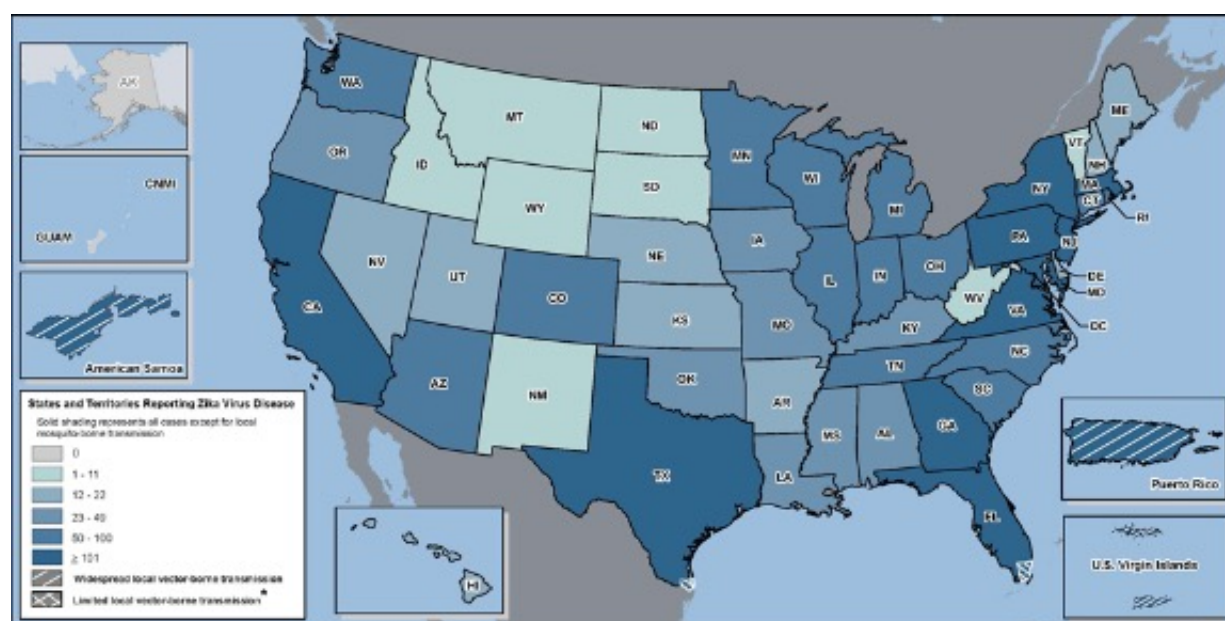 AK
CNMI
GUAM
American Samoa
WA
OR
CA
ID
NV
MT
WY
UT
AZ
CO
NM
ND
SD
NE
KS
OK
TX
MN
IA
MO
AR
LA
WI
IL
MS
MI
IN
KY
TN
AL
OH
WV
GA
FL
SC
NC
VA
PA
NY
VT
ME
NH
MA
CT
RI
NJ
DE
MD
DC
HI
Puerto Rico
U.S. Virgin Islands
States and Territories Reporting Zika Virus Disease
Solid shading represents all cases except for local
mosquito-borne transmission
0
1 - 11
12 - 22
23 - 49
50 - 100
≥ 101
Widespread local vector-borne transmission
Limited local vector-borne transmission*